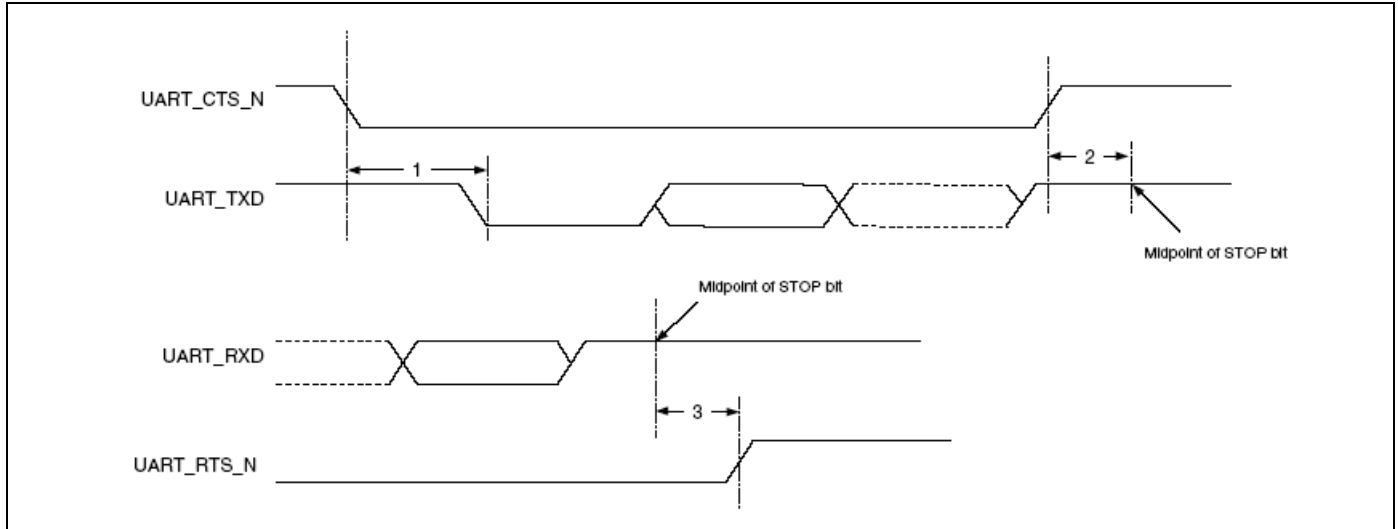 UART_CTS_N
1
2
UART_TXD
Midpoint of STOP bit
Midpoint of STOP bit
UART_RXD
3
UART_RTS_N